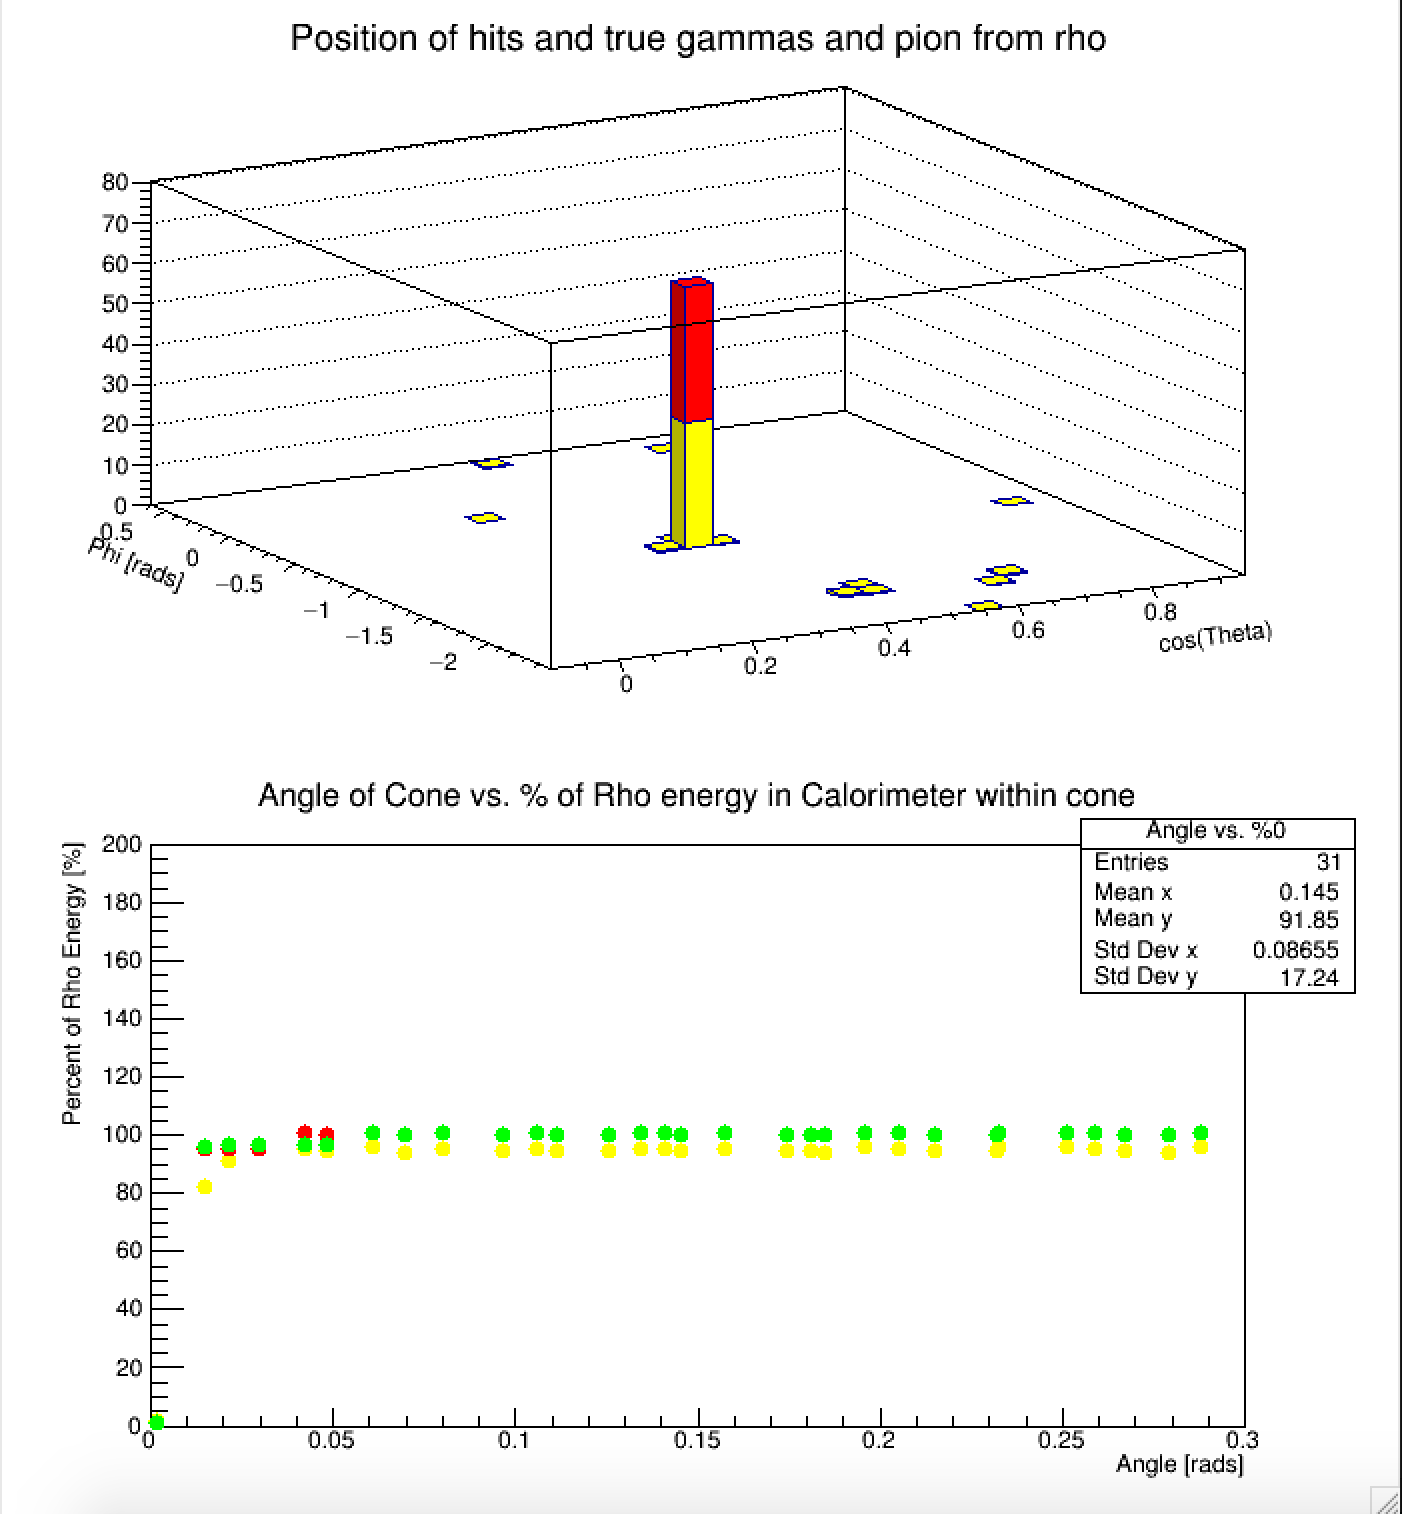 Position of hits and true gammas and pion from rho
80
70
60
50
40
30
20
10
0
0.5
0
−0.5
−1
−1.5
−2
Phi [rads]
0
0.2
0.4
0.6
0.8
cos(Theta)
Angle of Cone vs. % of Rho energy in Calorimeter within cone
Angle vs. %0
Entries 31
Mean x 0.145
Mean y 91.85
Std Dev x 0.08655
Std Dev y 17.24
Percent of Rho Energy [%]
200
180
160
140
120
100
80
60
40
20
0
0 0.05 0.1 0.15 0.2 0.25 0.3
Angle [rads]